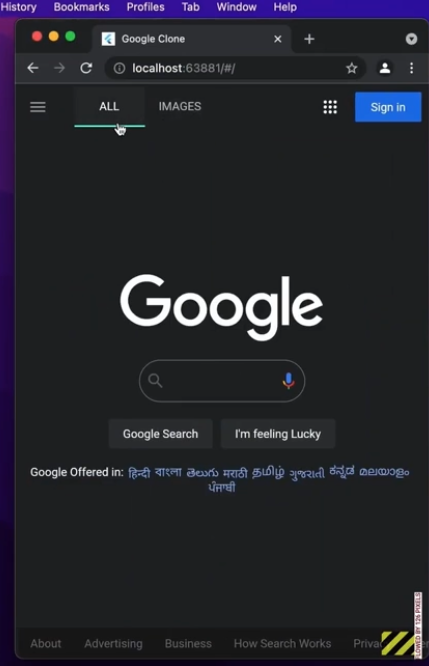 History Bookmarks Profiles Tab Window Help
Google Clone
localhost:63881/#/
ALL IMAGES Sign in
Google
Google Search I'm feeling Lucky
Google Offered in: हिन्दी বাংলা తెలుగు मराठी தமிழ் ગુજરાતી ಕನ್ನಡ മലയാളം
ਪੰਜਾਬੀ
About Advertising Business How Search Works